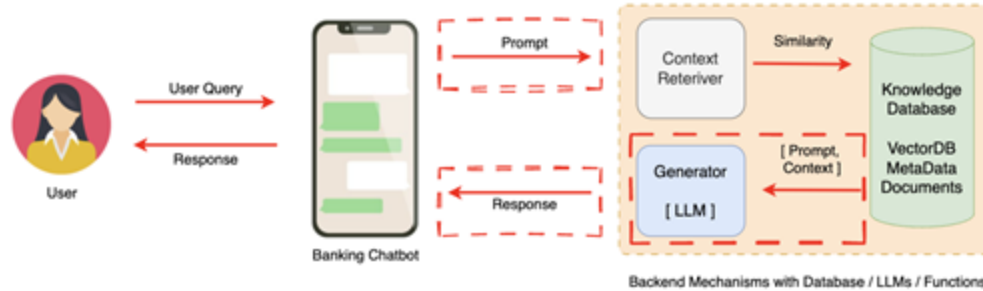 User Query
Response
User
Banking Chatbot
Prompt
Response
Context
Reteriver
Similarity
Knowledge
Database
VectorDB
MetaData
Documents
[ Prompt,
Context ]
Generator
[ LLM ]
Backend Mechanisms with Database / LLMs / Functions